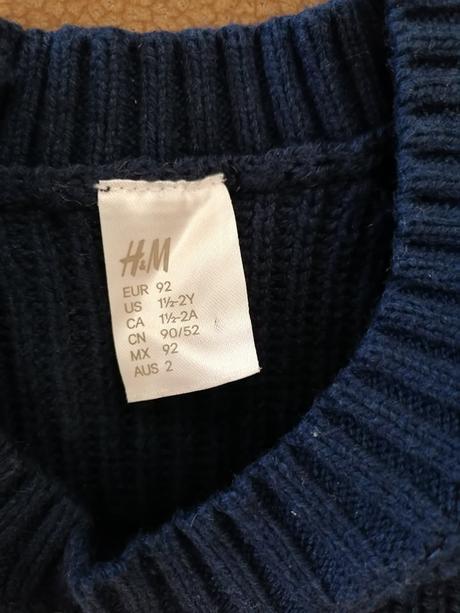 H&M
EUR 92
US 1½-2Y
CA 1½-2A
CN 90/52
MX 92
AUS 2